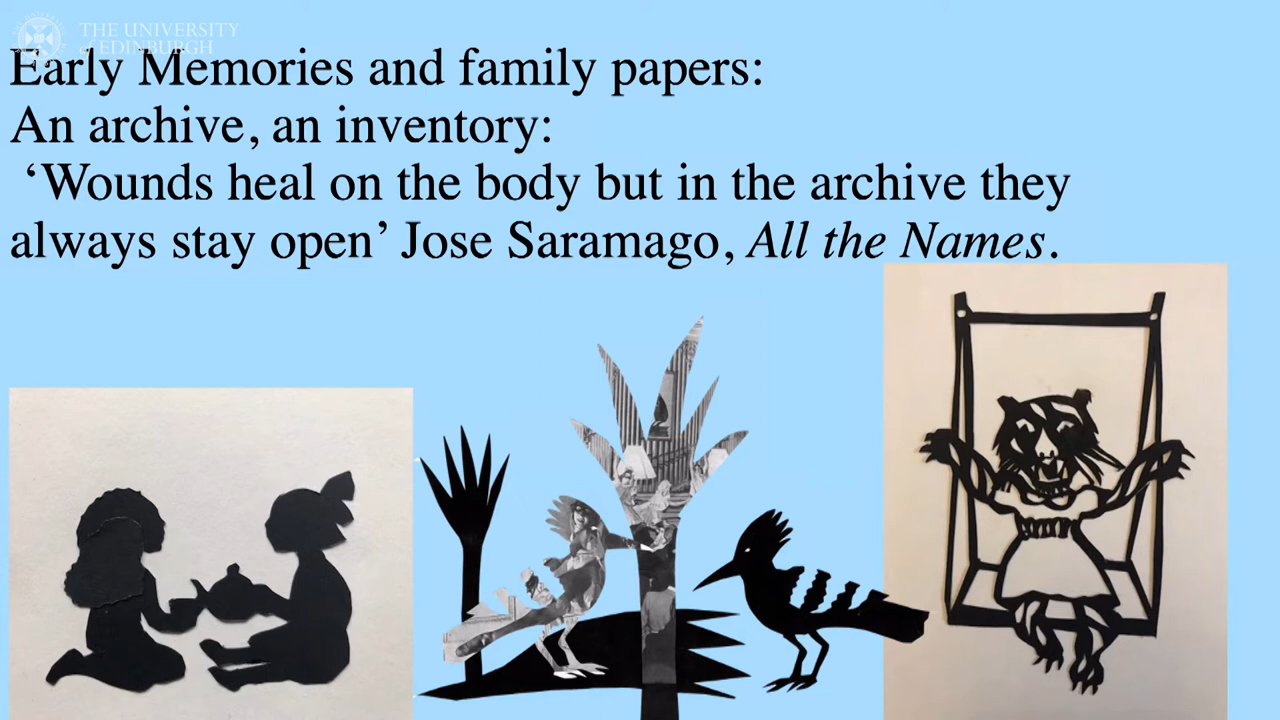 THE UNIVERSITY
of EDINBURGH
Early Memories and family papers:
An archive, an inventory:
‘Wounds heal on the body but in the archive they
always stay open’ Jose Saramago, All the Names.